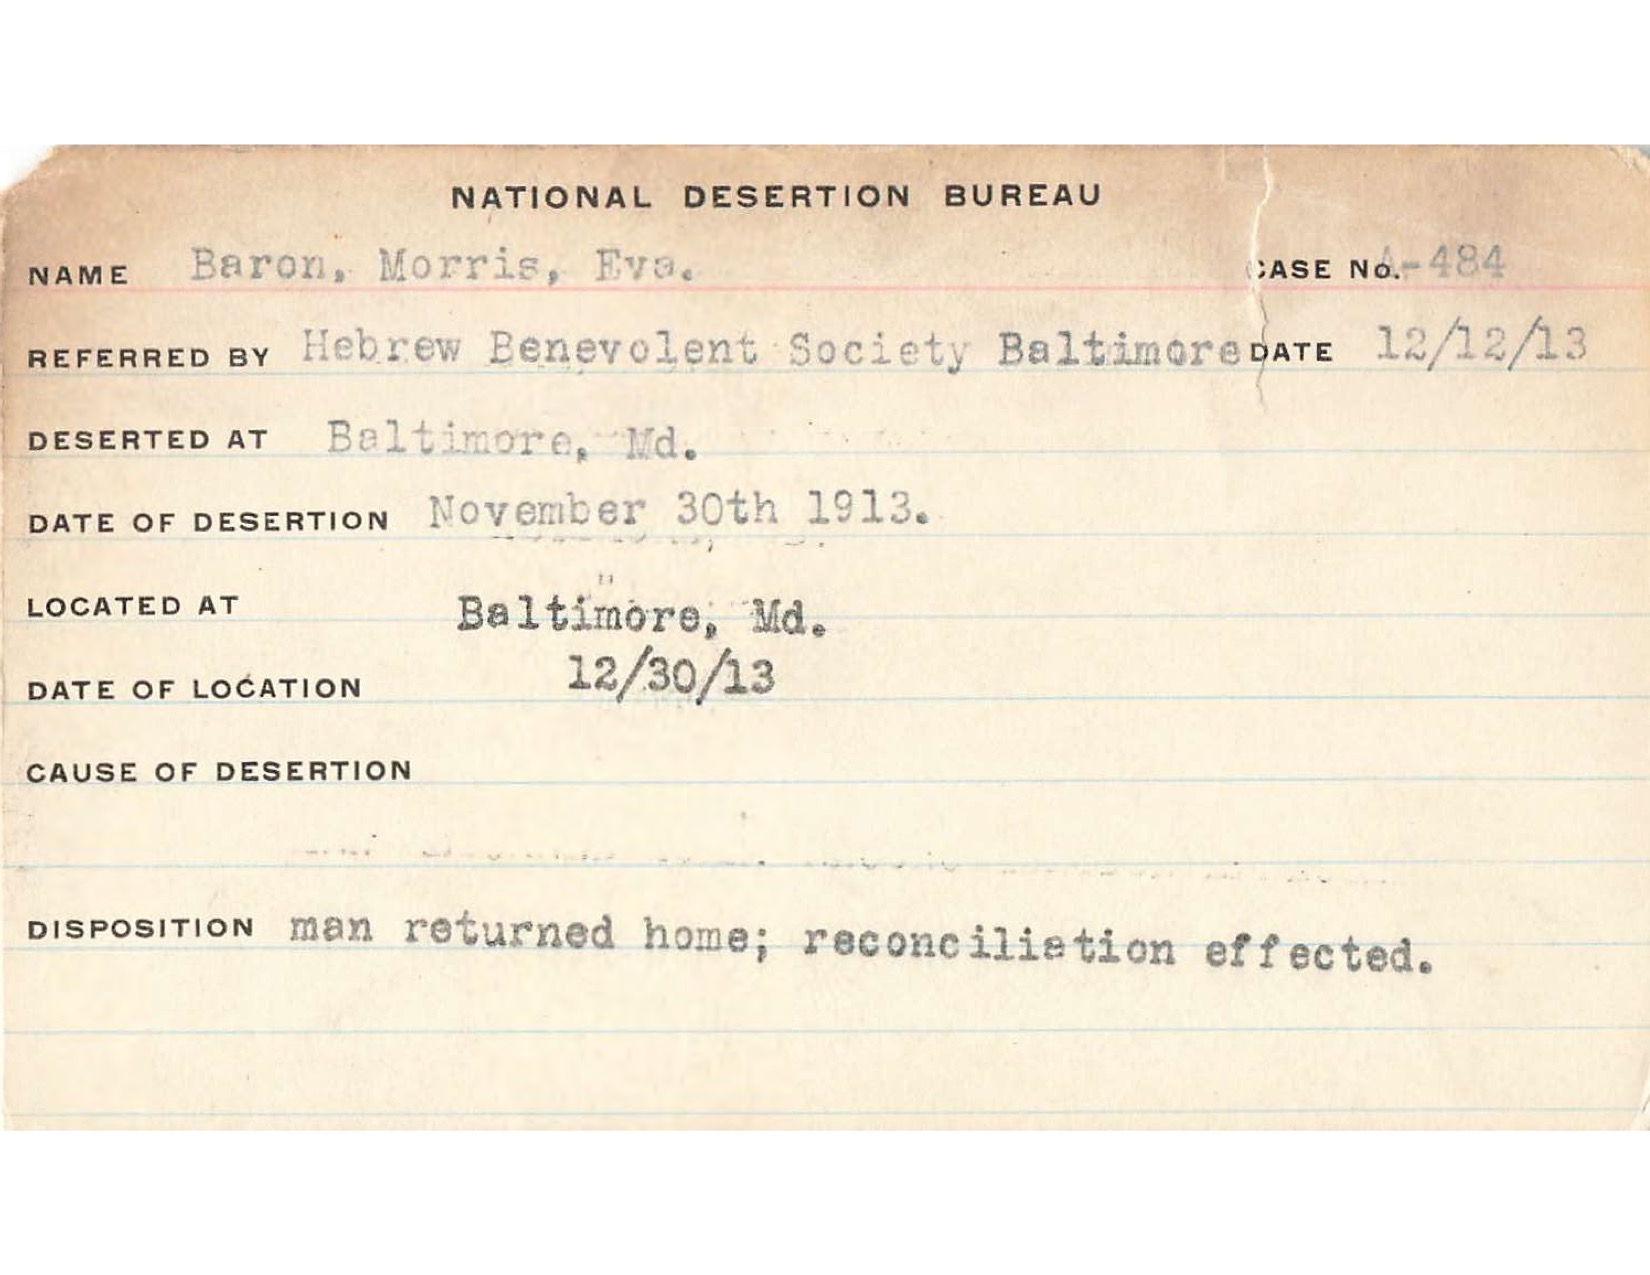 NATIONAL DESERTION BUREAU
NAME Baron, Morris, Eva. CASE No. A-484
REFERRED BY Hebrew Benevolent Society Baltimore DATE 12/12/13
DESERTED AT Baltimore, Md.
DATE OF DESERTION November 30th 1913.
LOCATED AT Baltimore, Md.
DATE OF LOCATION 12/30/13
CAUSE OF DESERTION
DISPOSITION man returned home; reconciliation effected.